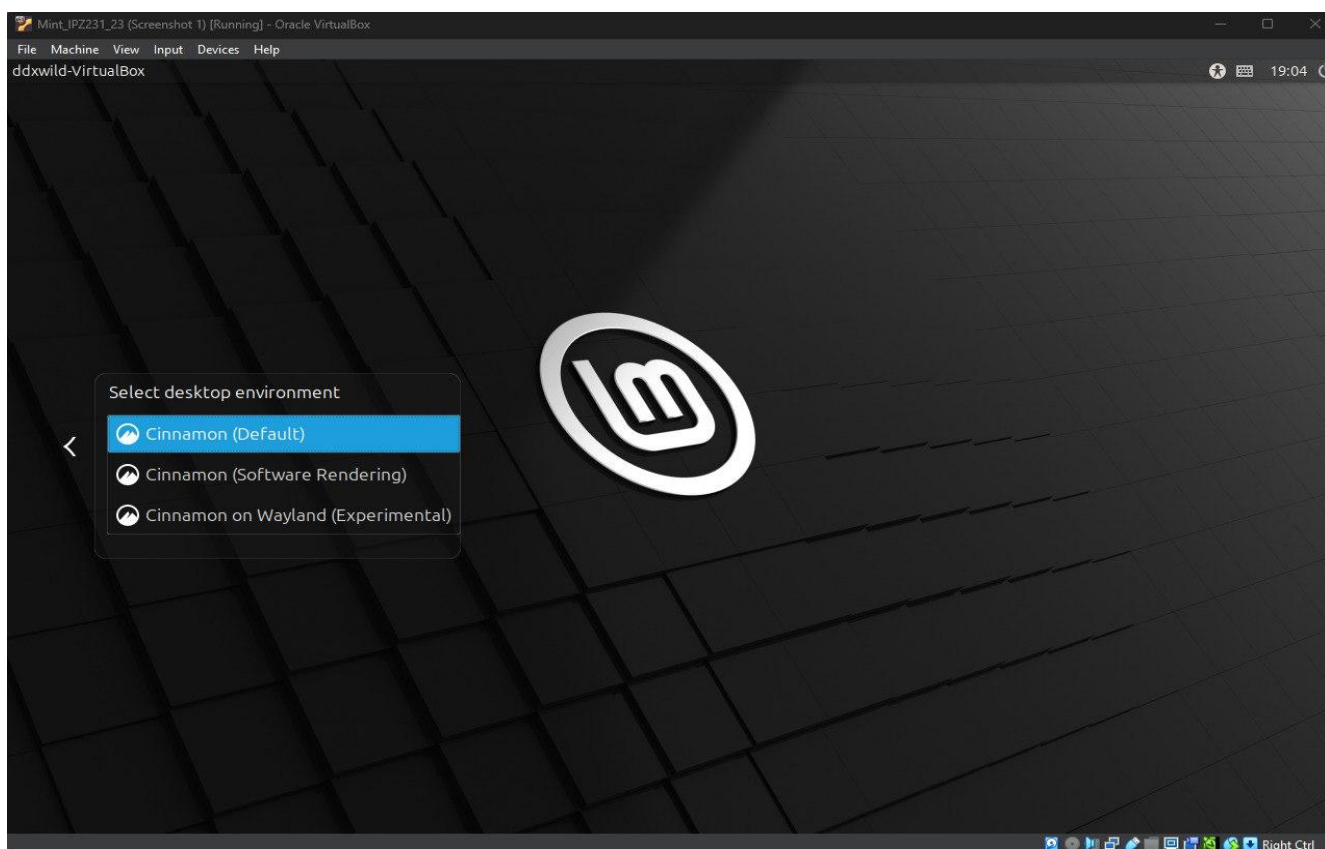 Mint_IPZ231_23 (Screenshot 1) [Running] - Oracle VirtualBox
File Machine View Input Devices Help
ddxwild-VirtualBox 19:04
Select desktop environment
Cinnamon (Default)
Cinnamon (Software Rendering)
Cinnamon on Wayland (Experimental)
lm
Right Ctrl